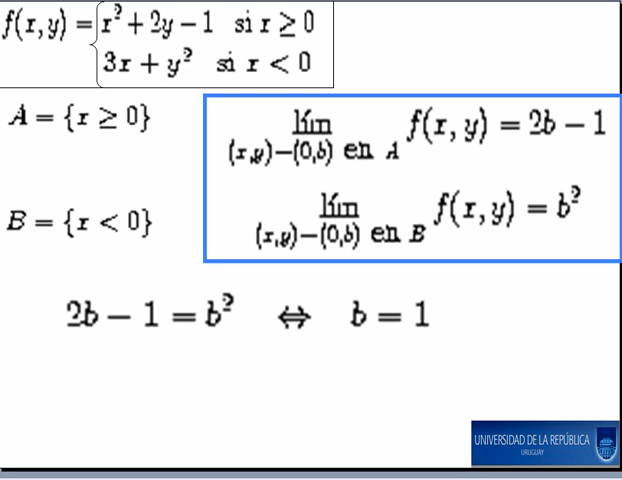 f(x, y) = { x² + 2y − 1 si x ≥ 0
3x + y² si x < 0
A = {x ≥ 0}
lím (x,y)→(0,b) en A f(x, y) = 2b − 1
B = {x < 0}
lím (x,y)→(0,b) en B f(x, y) = b²
2b − 1 = b² ⇔ b = 1
UNIVERSIDAD DE LA REPÚBLICA
URUGUAY